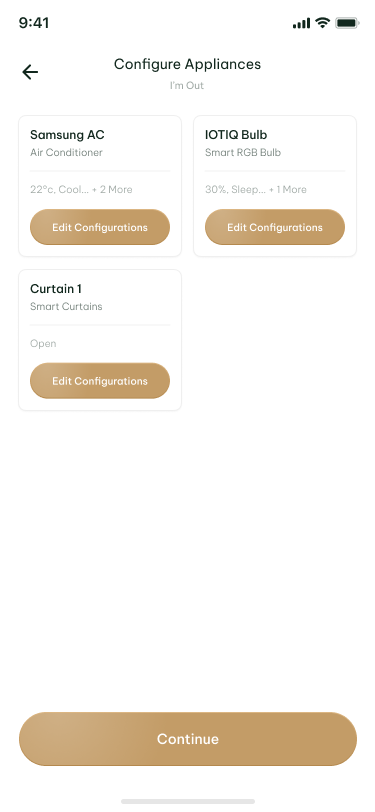 9:41
Configure Appliances
I'm Out
Samsung AC
Air Conditioner
22°c, Cool... + 2 More
Edit Configurations
IOTIQ Bulb
Smart RGB Bulb
30%, Sleep... + 1 More
Edit Configurations
Curtain 1
Smart Curtains
Open
Edit Configurations
Continue